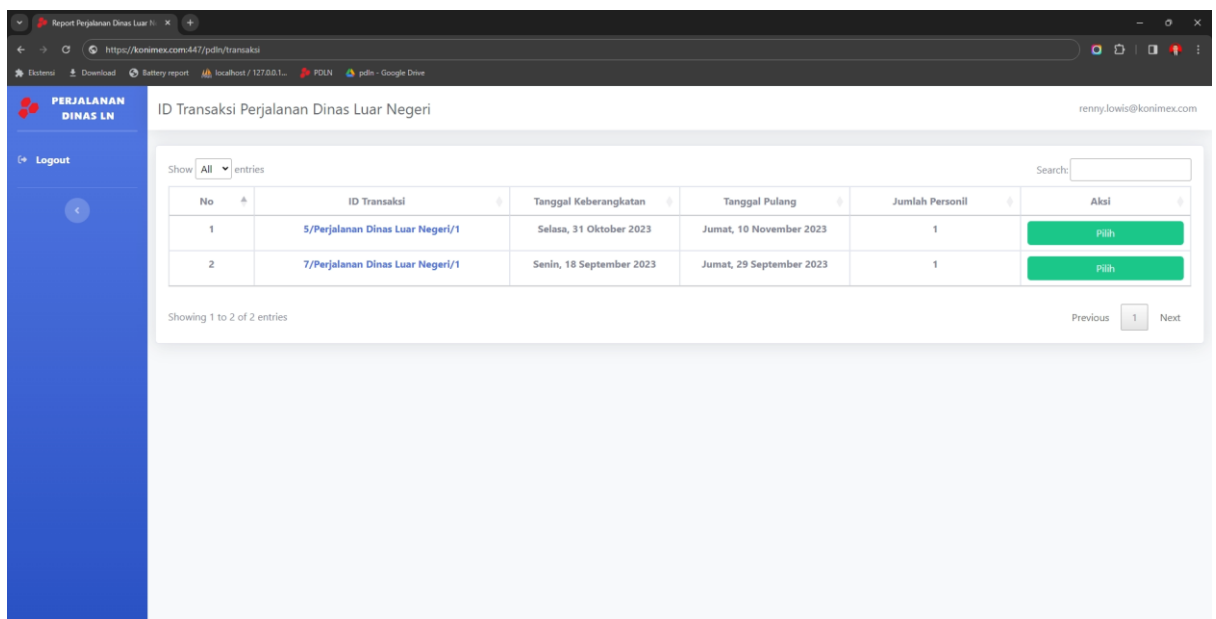 Report Perjalanan Dinas Luar N
https://konimex.com:447/pdln/transaksi
Ekstensi Download Battery report localhost / 127.0.0.1... PDLN pdln - Google Drive
PERJALANAN
DINAS LN
ID Transaksi Perjalanan Dinas Luar Negeri
renny.lowis@konimex.com
Logout
Show All entries
Search:
No ID Transaksi Tanggal Keberangkatan Tanggal Pulang Jumlah Personil Aksi
1 5/Perjalanan Dinas Luar Negeri/1 Selasa, 31 Oktober 2023 Jumat, 10 November 2023 1 Pilih
2 7/Perjalanan Dinas Luar Negeri/1 Senin, 18 September 2023 Jumat, 29 September 2023 1 Pilih
Showing 1 to 2 of 2 entries
Previous 1 Next